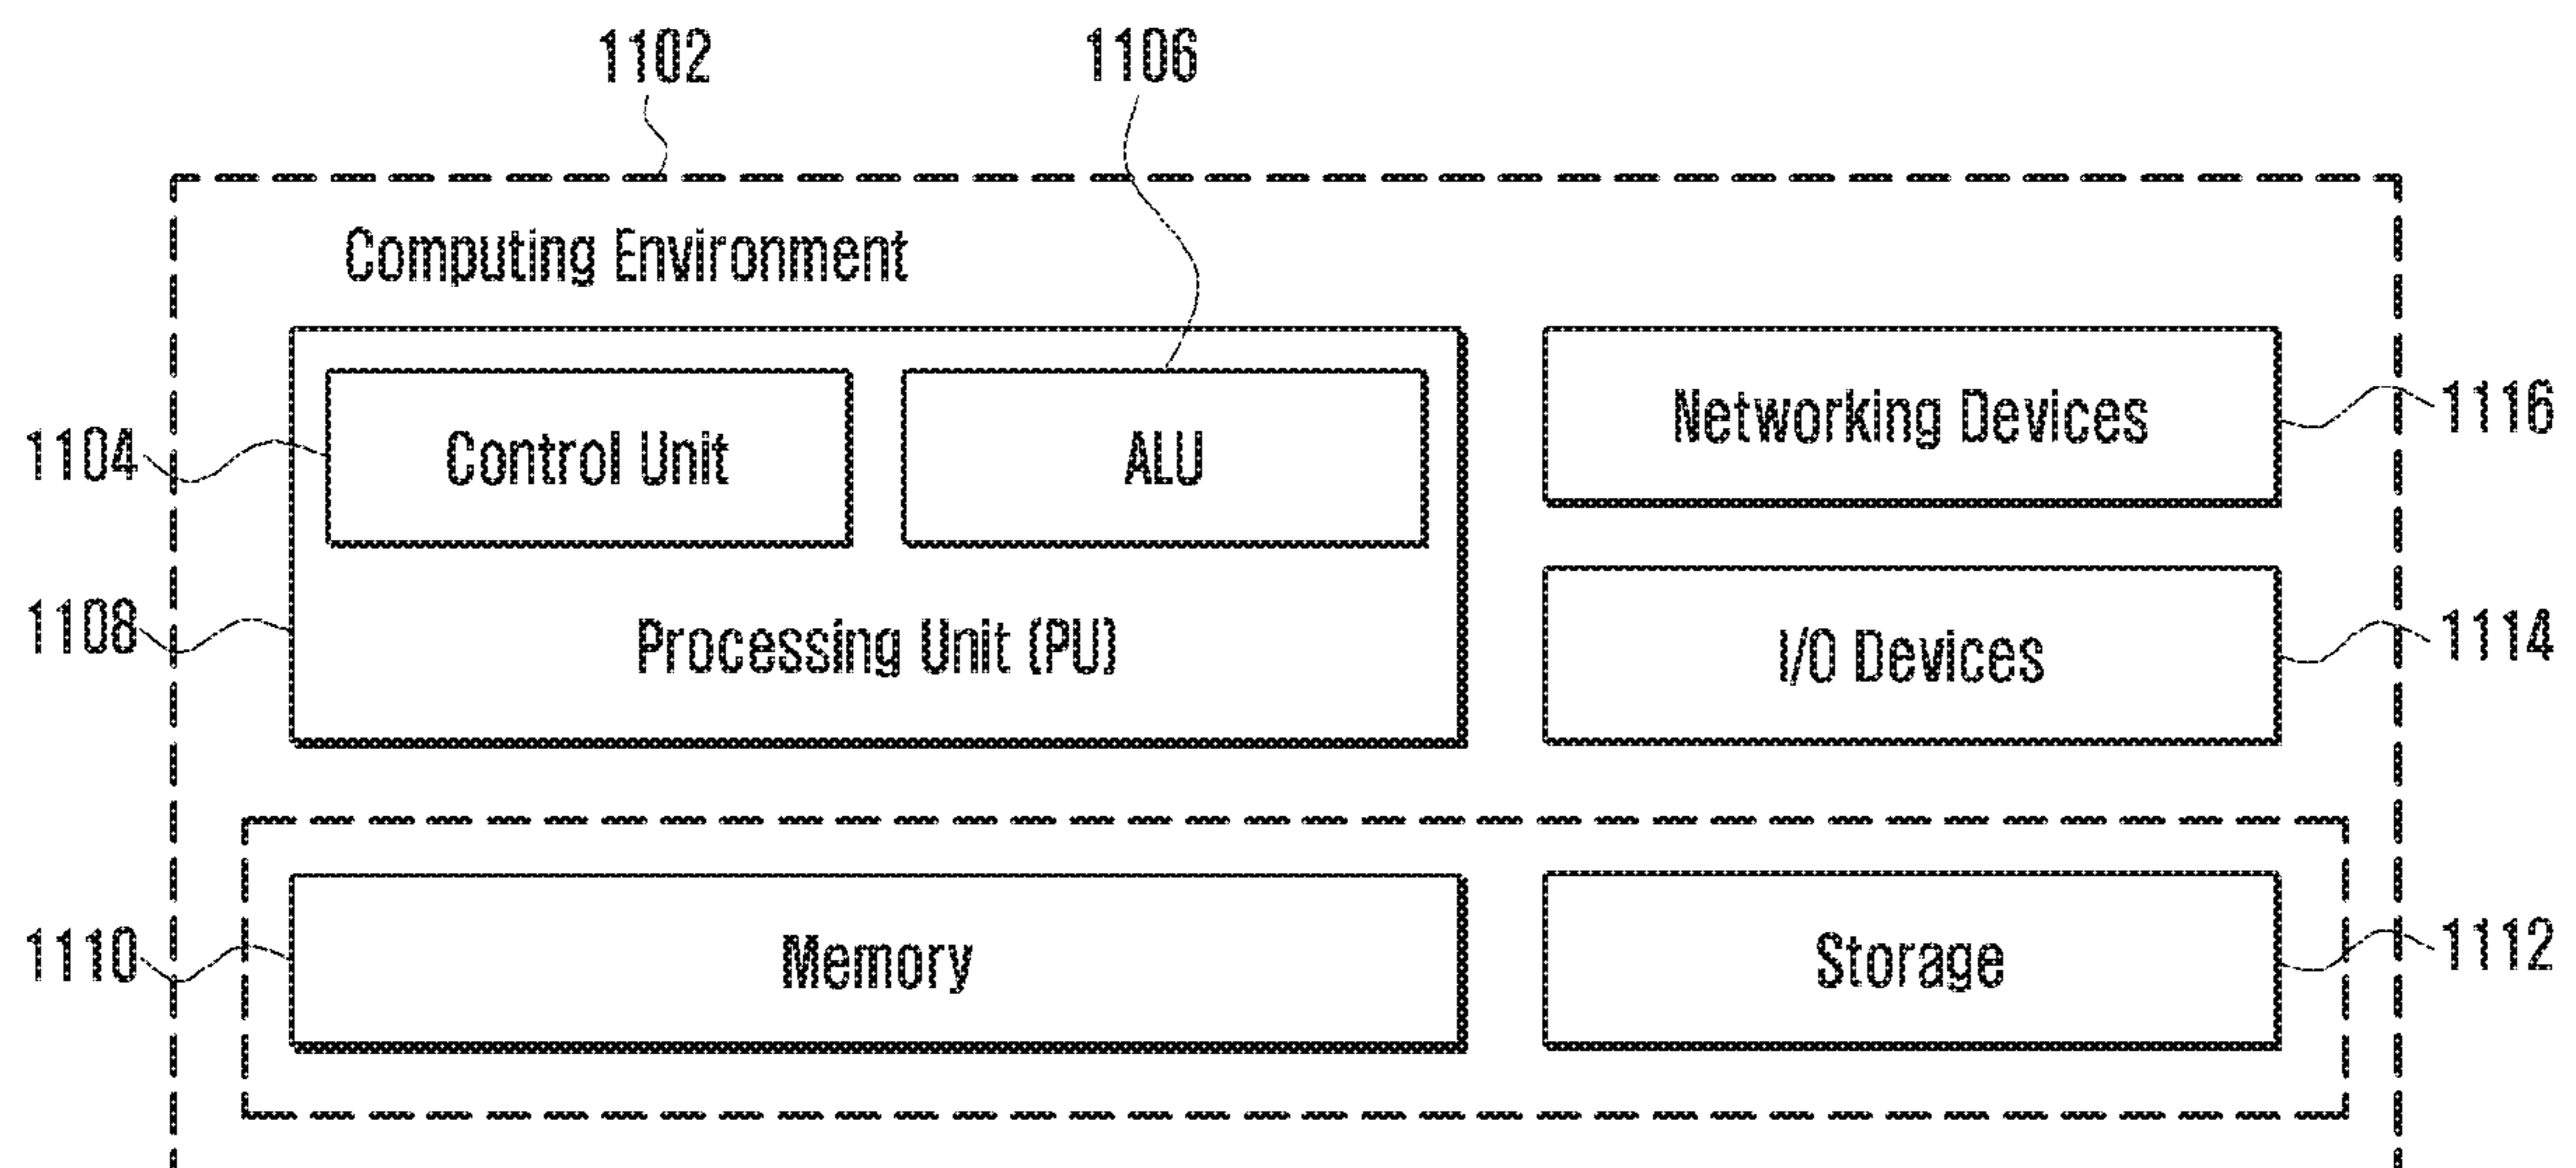 1102
1106
Computing Environment
1104
Control Unit
ALU
Networking Devices
1116
1108
Processing Unit (PU)
I/O Devices
1114
1110
Memory
Storage
1112